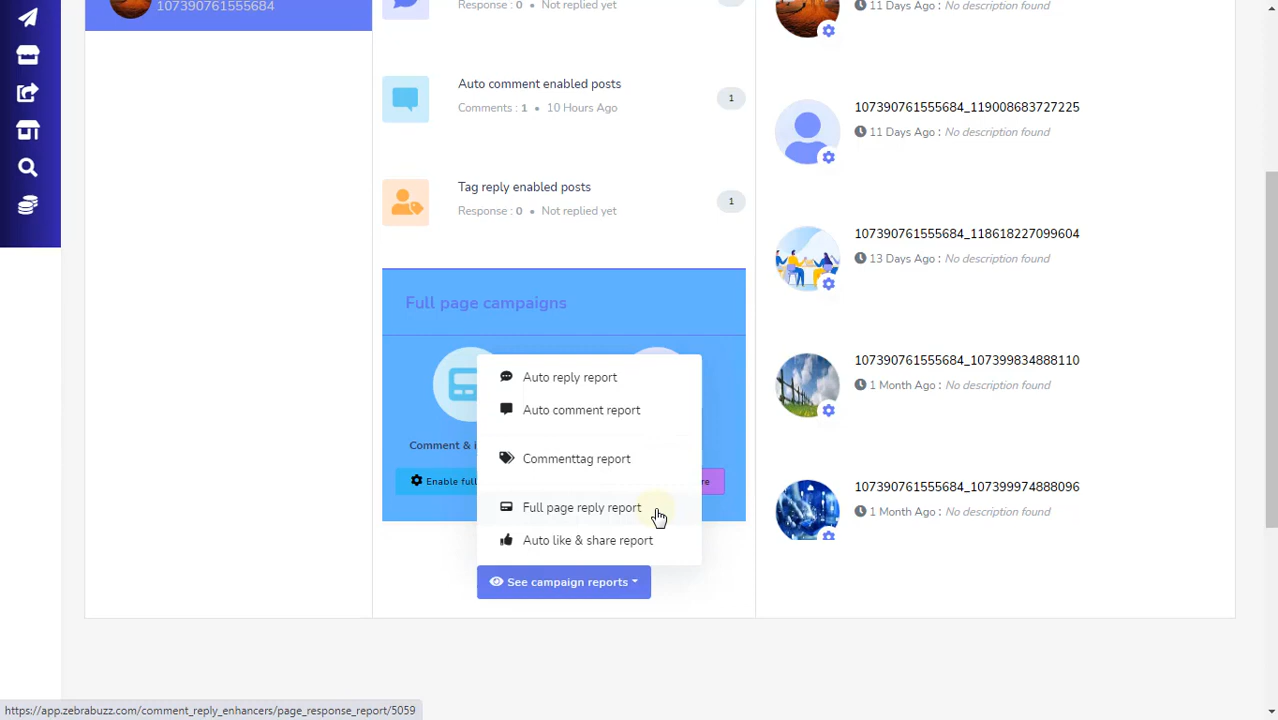 107390761555684
Response : 0 • Not replied yet
Auto comment enabled posts
Comments : 1 • 10 Hours Ago
1
Tag reply enabled posts
Response : 0 • Not replied yet
1
Full page campaigns
Comment & i
Enable full
re
Auto reply report
Auto comment report
Commenttag report
Full page reply report
Auto like & share report
See campaign reports
11 Days Ago : No description found
107390761555684_119008683727225
11 Days Ago : No description found
107390761555684_118618227099604
13 Days Ago : No description found
107390761555684_107399834888110
1 Month Ago : No description found
107390761555684_107399974888096
1 Month Ago : No description found
https://app.zebrabuzz.com/comment_reply_enhancers/page_response_report/5059